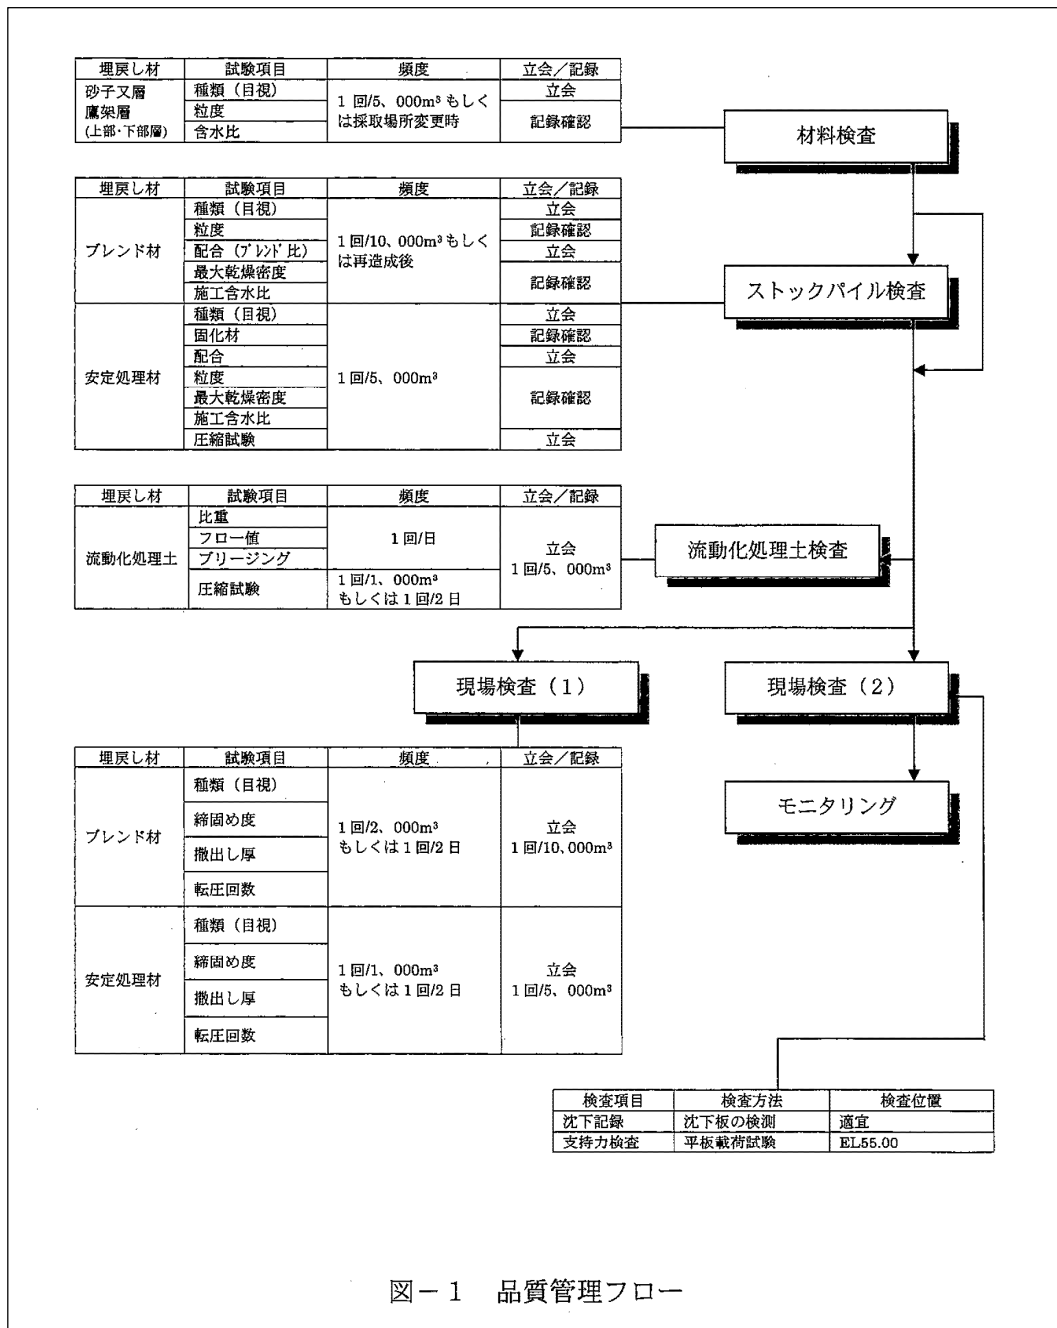 埋戻し材 試験項目 頻度 立会／記録
砂子又層
鷹架層
(上部・下部層)
種類（目視）
粒度
含水比
1 回/5、000m³ もしく
は採取場所変更時
立会
記録確認
材料検査
埋戻し材 試験項目 頻度 立会／記録
ブレンド材
種類（目視）
粒度
配合（ブレンド比）
最大乾燥密度
施工含水比
1 回/10、000m³ もしく
は再造成後
立会
記録確認
立会
記録確認
ストックパイル検査
安定処理材
種類（目視）
固化材
配合
粒度
最大乾燥密度
施工含水比
圧縮試験
1 回/5、000m³
立会
記録確認
立会
記録確認
立会
埋戻し材 試験項目 頻度 立会／記録
流動化処理土
比重
フロー値
ブリージング
圧縮試験
1 回/日
1 回/1、000m³
もしくは 1 回/2 日
立会
1 回/5、000m³
流動化処理土検査
現場検査（1）
現場検査（2）
モニタリング
埋戻し材 試験項目 頻度 立会／記録
ブレンド材
種類（目視）
締固め度
撒出し厚
転圧回数
1 回/2、000m³
もしくは 1 回/2 日
立会
1 回/10、000m³
安定処理材
種類（目視）
締固め度
撒出し厚
転圧回数
1 回/1、000m³
もしくは 1 回/2 日
立会
1 回/5、000m³
検査項目 検査方法 検査位置
沈下記録 沈下板の検測 適宜
支持力検査 平板載荷試験 EL55.00
図－1 品質管理フロー